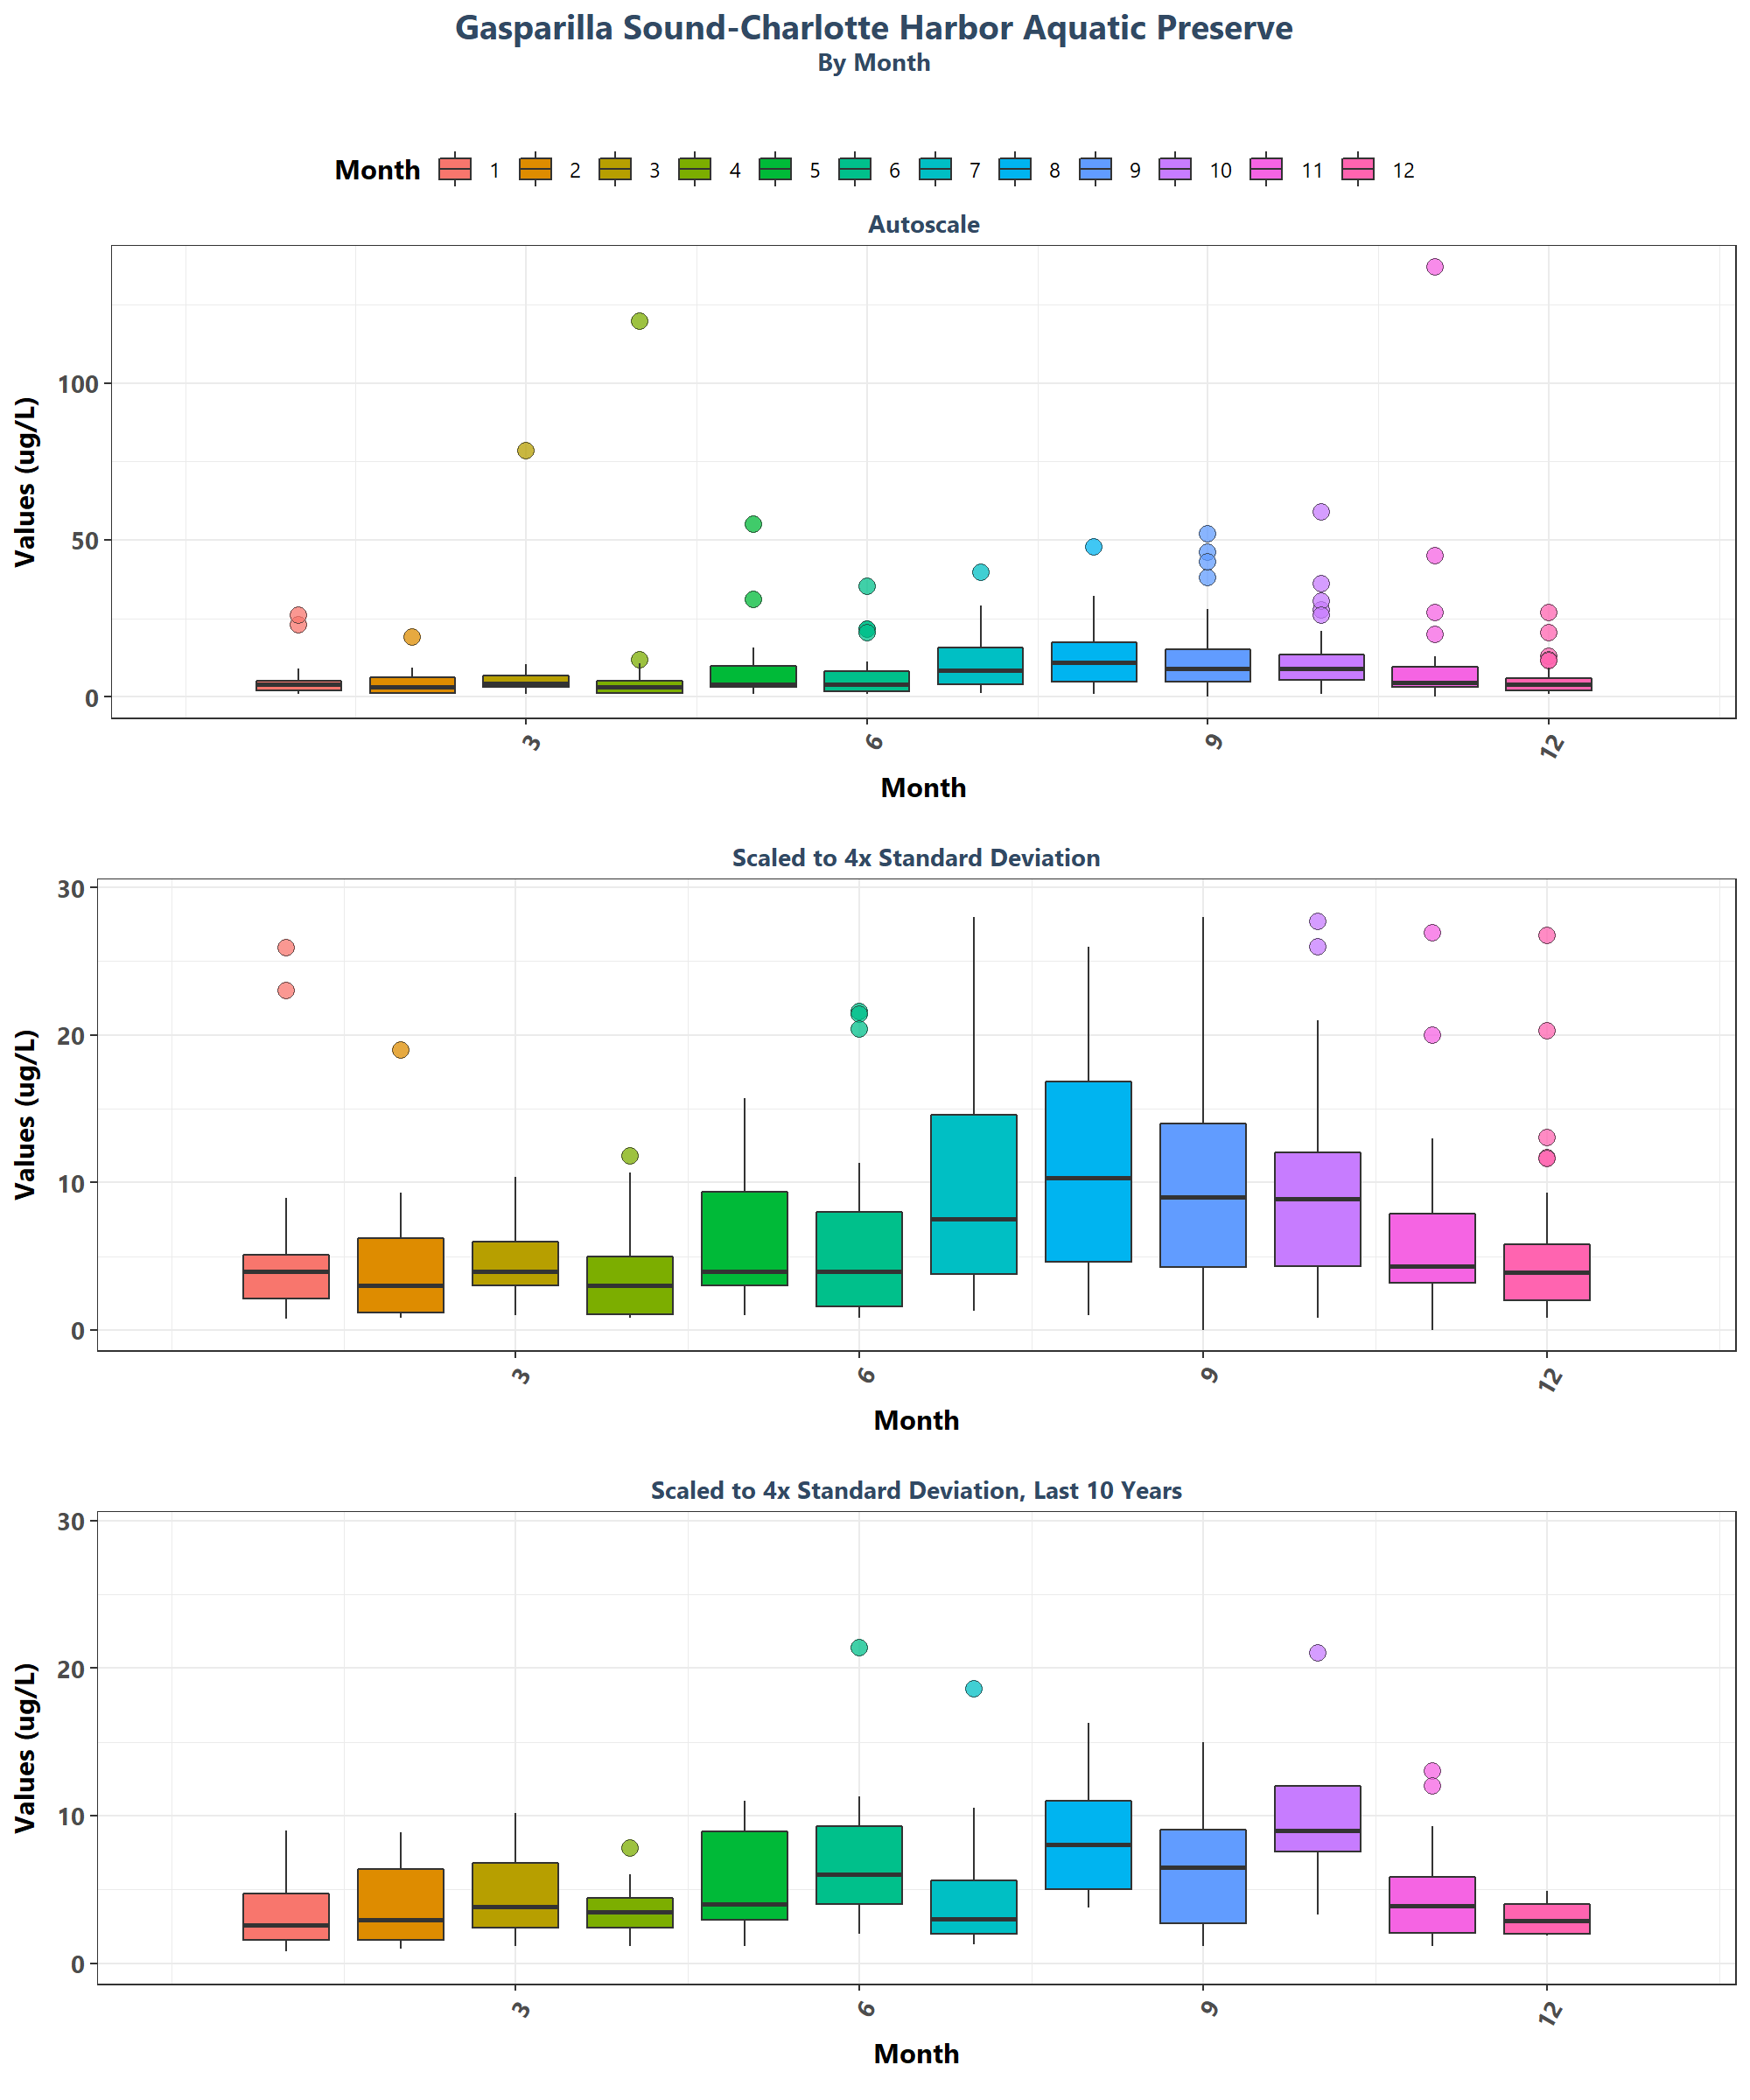 Gasparilla Sound-Charlotte Harbor Aquatic Preserve
By Month
Month 1 2 3 4 5 6 7 8 9 10 11 12
Autoscale
Values (ug/L)
100
50
0
3 6 9 12
Month
Scaled to 4x Standard Deviation
Values (ug/L)
30
20
10
0
3 6 9 12
Month
Scaled to 4x Standard Deviation, Last 10 Years
Values (ug/L)
30
20
10
0
3 6 9 12
Month